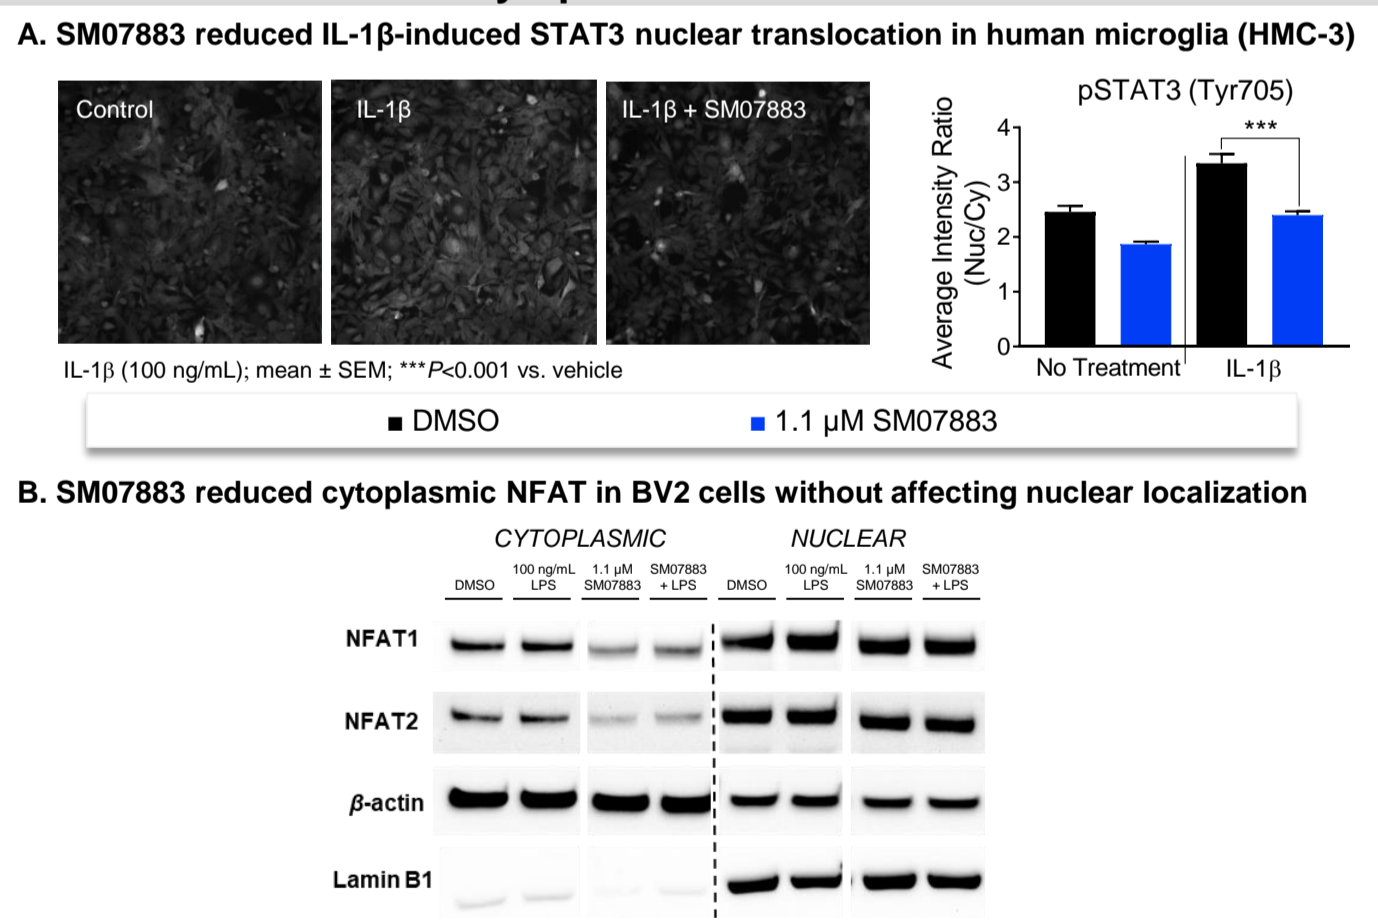 A. SM07883 reduced IL-1β-induced STAT3 nuclear translocation in human microglia (HMC-3)
Control
IL-1β
IL-1β + SM07883
pSTAT3 (Tyr705)
Average Intensity Ratio
(Nuc/Cy)
4
3
2
1
0
***
No Treatment
IL-1β
IL-1β (100 ng/mL); mean ± SEM; ***P<0.001 vs. vehicle
DMSO
1.1 μM SM07883
B. SM07883 reduced cytoplasmic NFAT in BV2 cells without affecting nuclear localization
CYTOPLASMIC
NUCLEAR
DMSO
100 ng/mL
LPS
1.1 μM
SM07883
SM07883
+ LPS
DMSO
100 ng/mL
LPS
1.1 μM
SM07883
SM07883
+ LPS
NFAT1
NFAT2
β-actin
Lamin B1